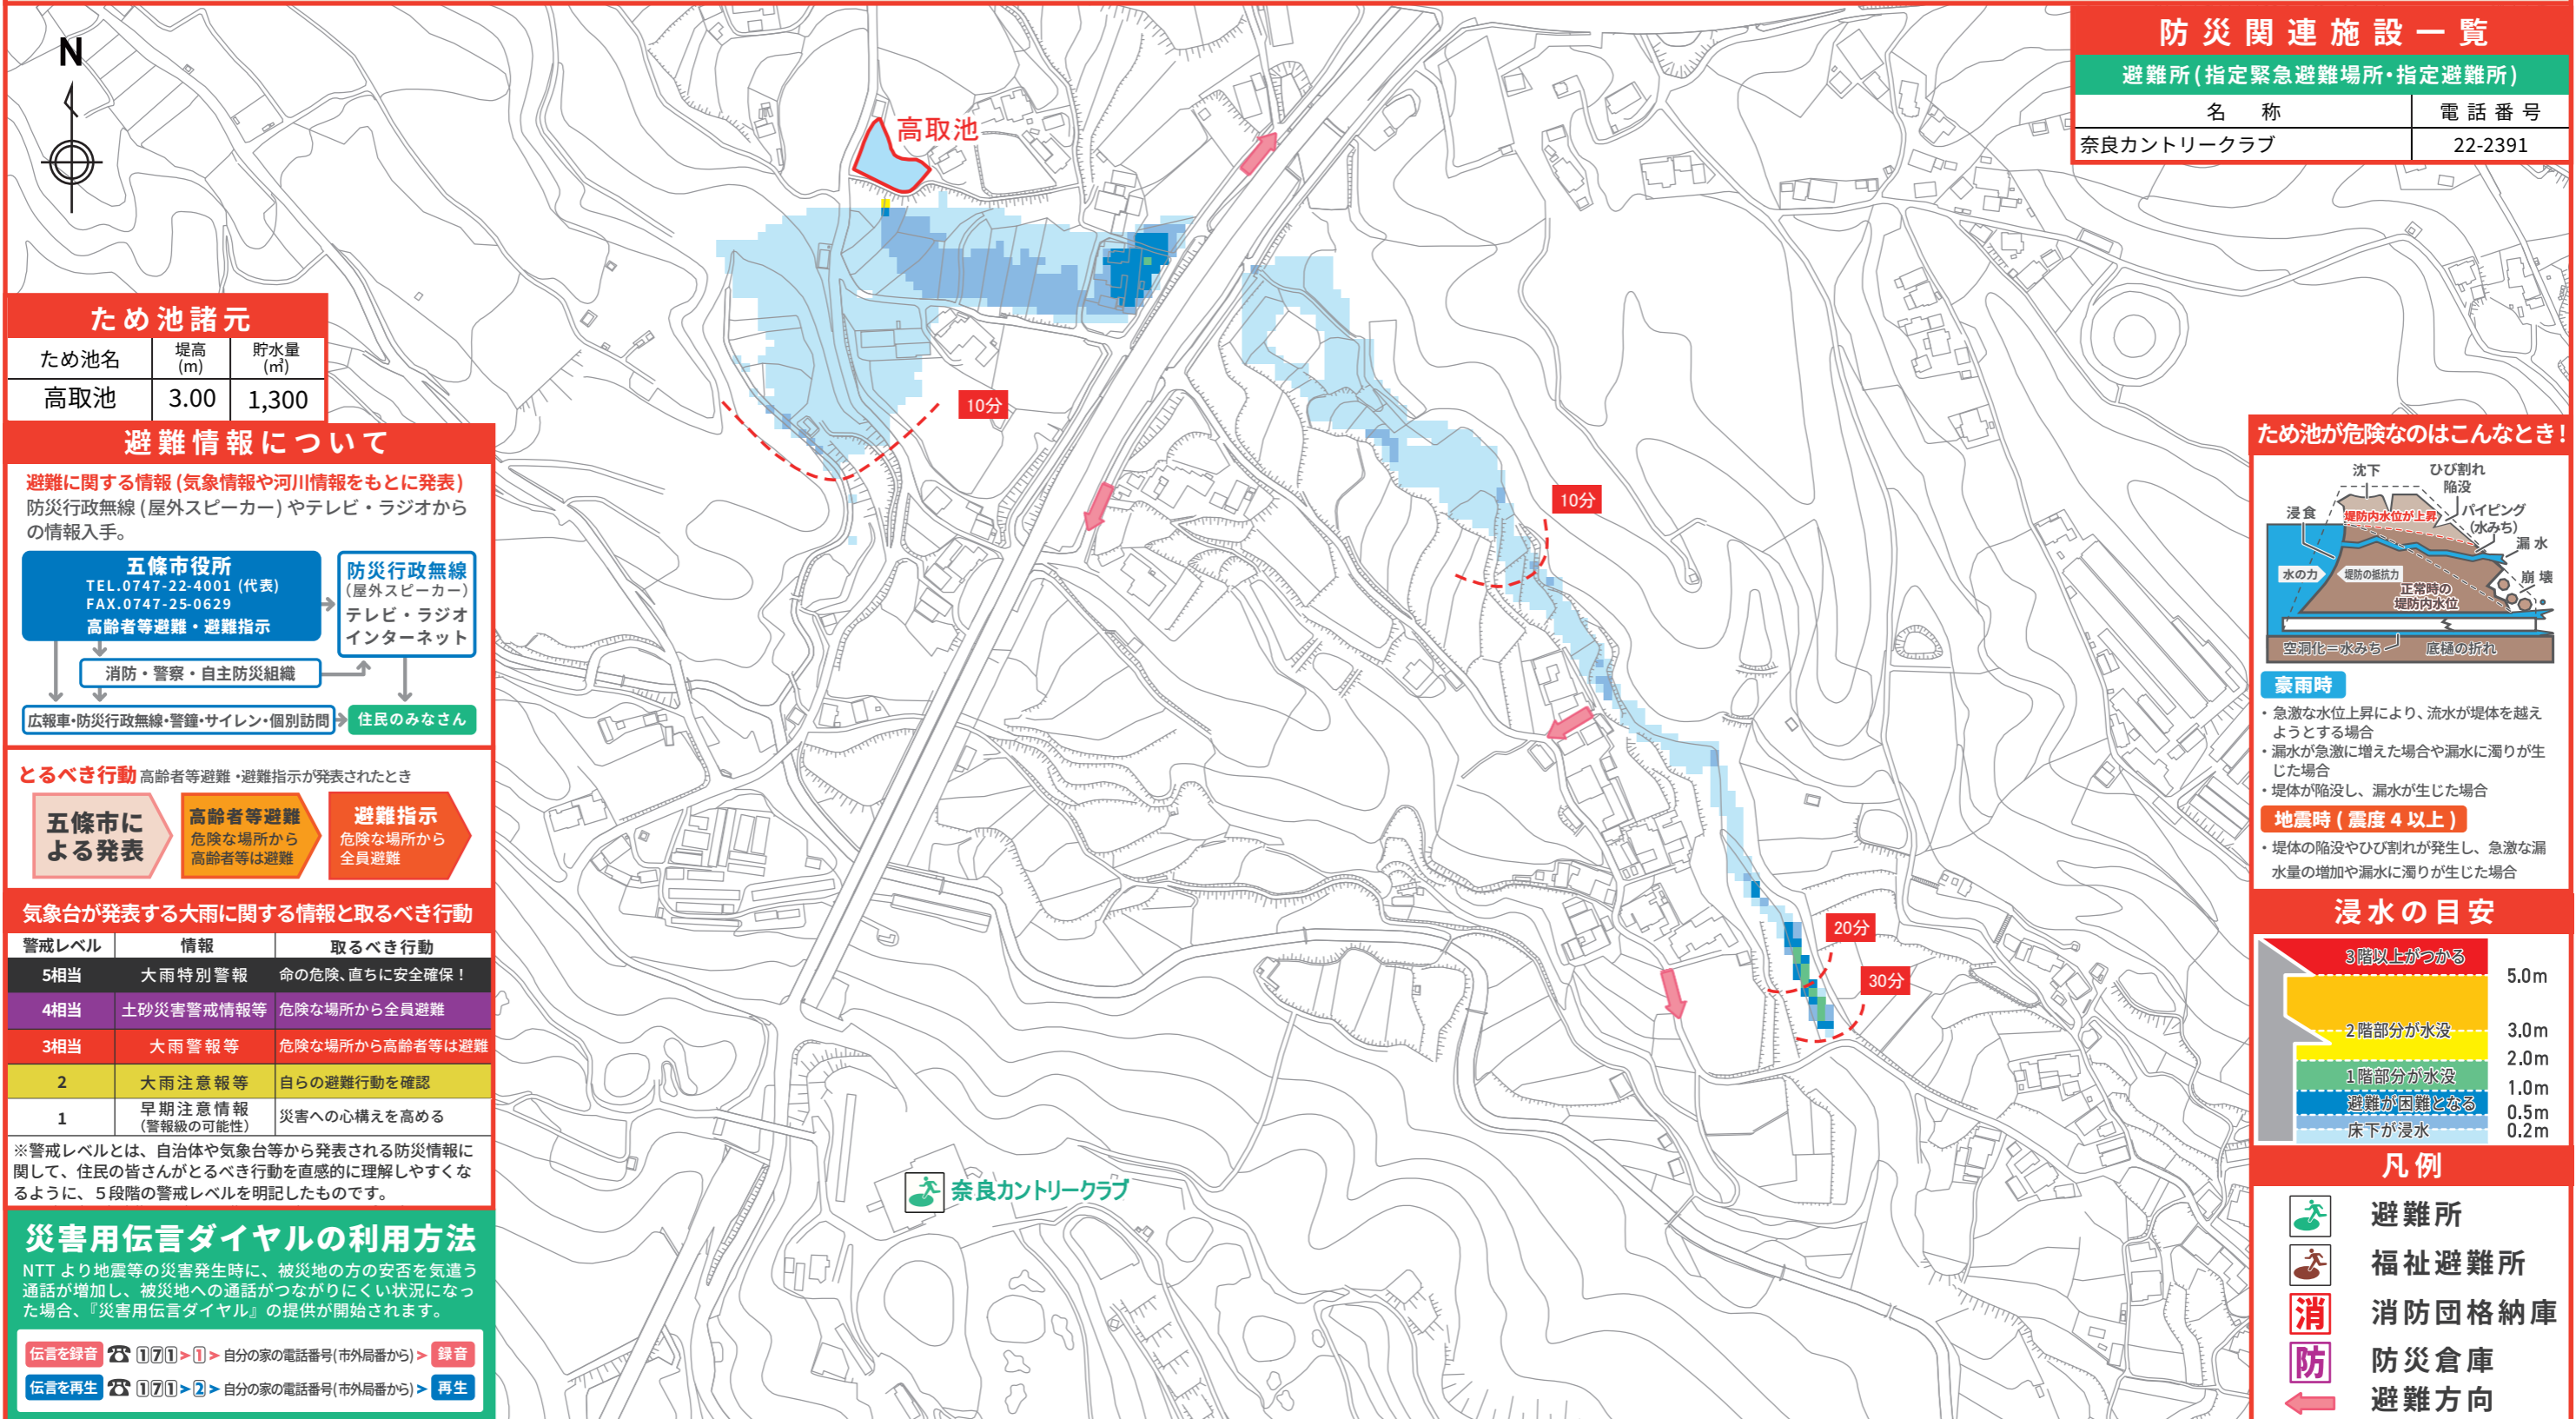 N
高取池
10分
10分
20分
30分
奈良カントリークラブ
防災関連施設一覧
避難所(指定緊急避難場所・指定避難所)
名 称 電話番号
奈良カントリークラブ 22-2391
ため池諸元
ため池名 堤高(m) 貯水量(㎥)
高取池 3.00 1,300
避難情報について
避難に関する情報(気象情報や河川情報をもとに発表)
防災行政無線(屋外スピーカー)やテレビ・ラジオから
の情報入手。
五條市役所
TEL.0747-22-4001 (代表)
FAX.0747-25-0629
高齢者等避難・避難指示
防災行政無線
(屋外スピーカー)
テレビ・ラジオ
インターネット
消防・警察・自主防災組織
広報車・防災行政無線・警鐘・サイレン・個別訪問
住民のみなさん
とるべき行動 高齢者等避難・避難指示が発表されたとき
五條市に
よる発表
高齢者等避難
危険な場所から
高齢者等は避難
避難指示
危険な場所から
全員避難
気象台が発表する大雨に関する情報と取るべき行動
警戒レベル 情報 取るべき行動
5相当 大雨特別警報 命の危険、直ちに安全確保!
4相当 土砂災害警戒情報等 危険な場所から全員避難
3相当 大雨警報等 危険な場所から高齢者等は避難
2 大雨注意報等 自らの避難行動を確認
1 早期注意情報(警報級の可能性) 災害への心構えを高める
※警戒レベルとは、自治体や気象台等から発表される防災情報に
関して、住民の皆さんがとるべき行動を直感的に理解しやすくな
るように、5段階の警戒レベルを明記したものです。
災害用伝言ダイヤルの利用方法
NTTより地震等の災害発生時に、被災地の方の安否を気遣う
通話が増加し、被災地への通話がつながりにくい状況になっ
た場合、『災害用伝言ダイヤル』の提供が開始されます。
伝言を録音 ☎ 171>1>自分の家の電話番号(市外局番から)>録音
伝言を再生 ☎ 171>2>自分の家の電話番号(市外局番から)>再生
ため池が危険なのはこんなとき!
沈下
ひび割れ
陥没
浸食
堤防内水位が上昇
パイピング
(水みち)
漏水
水の力
堤防の抵抗力
崩壊
正常時の
堤防内水位
空洞化=水みち
底樋の折れ
豪雨時
・急激な水位上昇により、流水が堤体を越え
ようとする場合
・漏水が急激に増えた場合や漏水に濁りが生
じた場合
・堤体が陥没し、漏水が生じた場合
地震時(震度4以上)
・堤体の陥没やひび割れが発生し、急激な漏
水量の増加や漏水に濁りが生じた場合
浸水の目安
3階以上がつかる
5.0m
2階部分が水没
3.0m
2.0m
1階部分が水没
1.0m
避難が困難となる
0.5m
床下が浸水
0.2m
凡例
避難所
福祉避難所
消 消防団格納庫
防 防災倉庫
避難方向